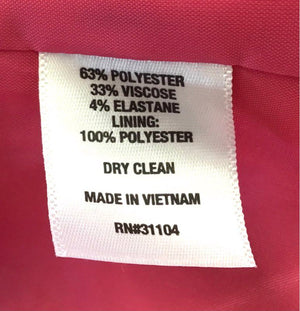 63% POLYESTER
33% VISCOSE
4% ELASTANE
LINING:
100% POLYESTER
DRY CLEAN
MADE IN VIETNAM
RN#31104